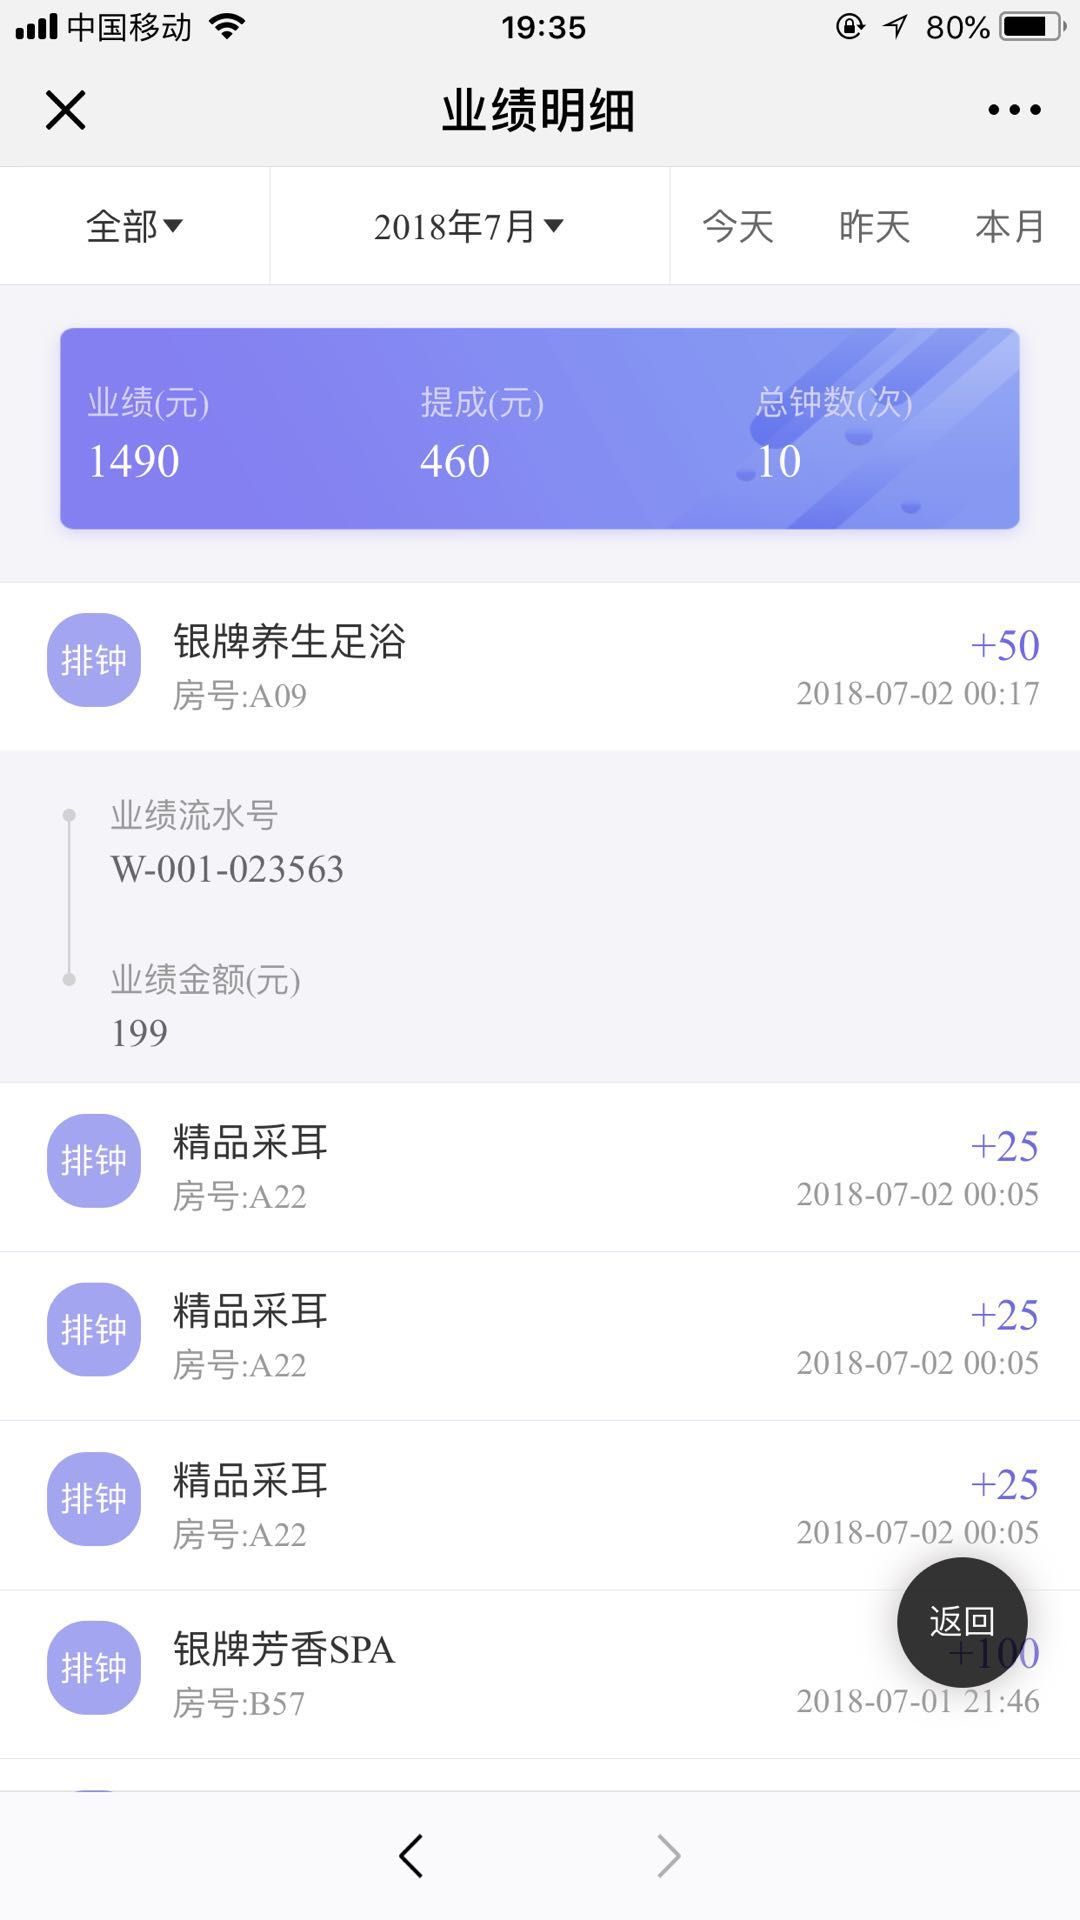 中国移动 19:35 80%
业绩明细
全部 2018年7月 今天 昨天 本月
业绩(元) 提成(元) 总钟数(次)
1490 460 10
排钟 银牌养生足浴 +50
房号:A09 2018-07-02 00:17
业绩流水号
W-001-023563
业绩金额(元)
199
排钟 精品采耳 +25
房号:A22 2018-07-02 00:05
排钟 精品采耳 +25
房号:A22 2018-07-02 00:05
排钟 精品采耳 +25
房号:A22 2018-07-02 00:05
返回
排钟 银牌芳香SPA +100
房号:B57 2018-07-01 21:46